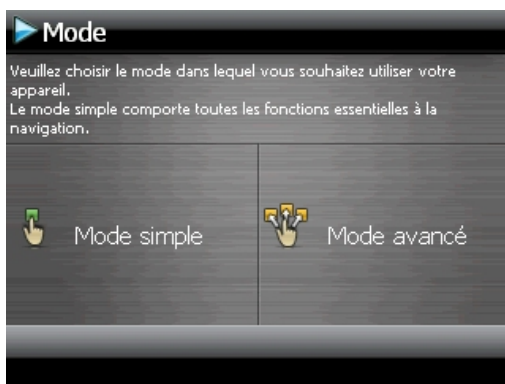 Mode
Veuillez choisir le mode dans lequel vous souhaitez utiliser votre
appareil.
Le mode simple comporte toutes les fonctions essentielles à la
navigation.
Mode simple
Mode avancé